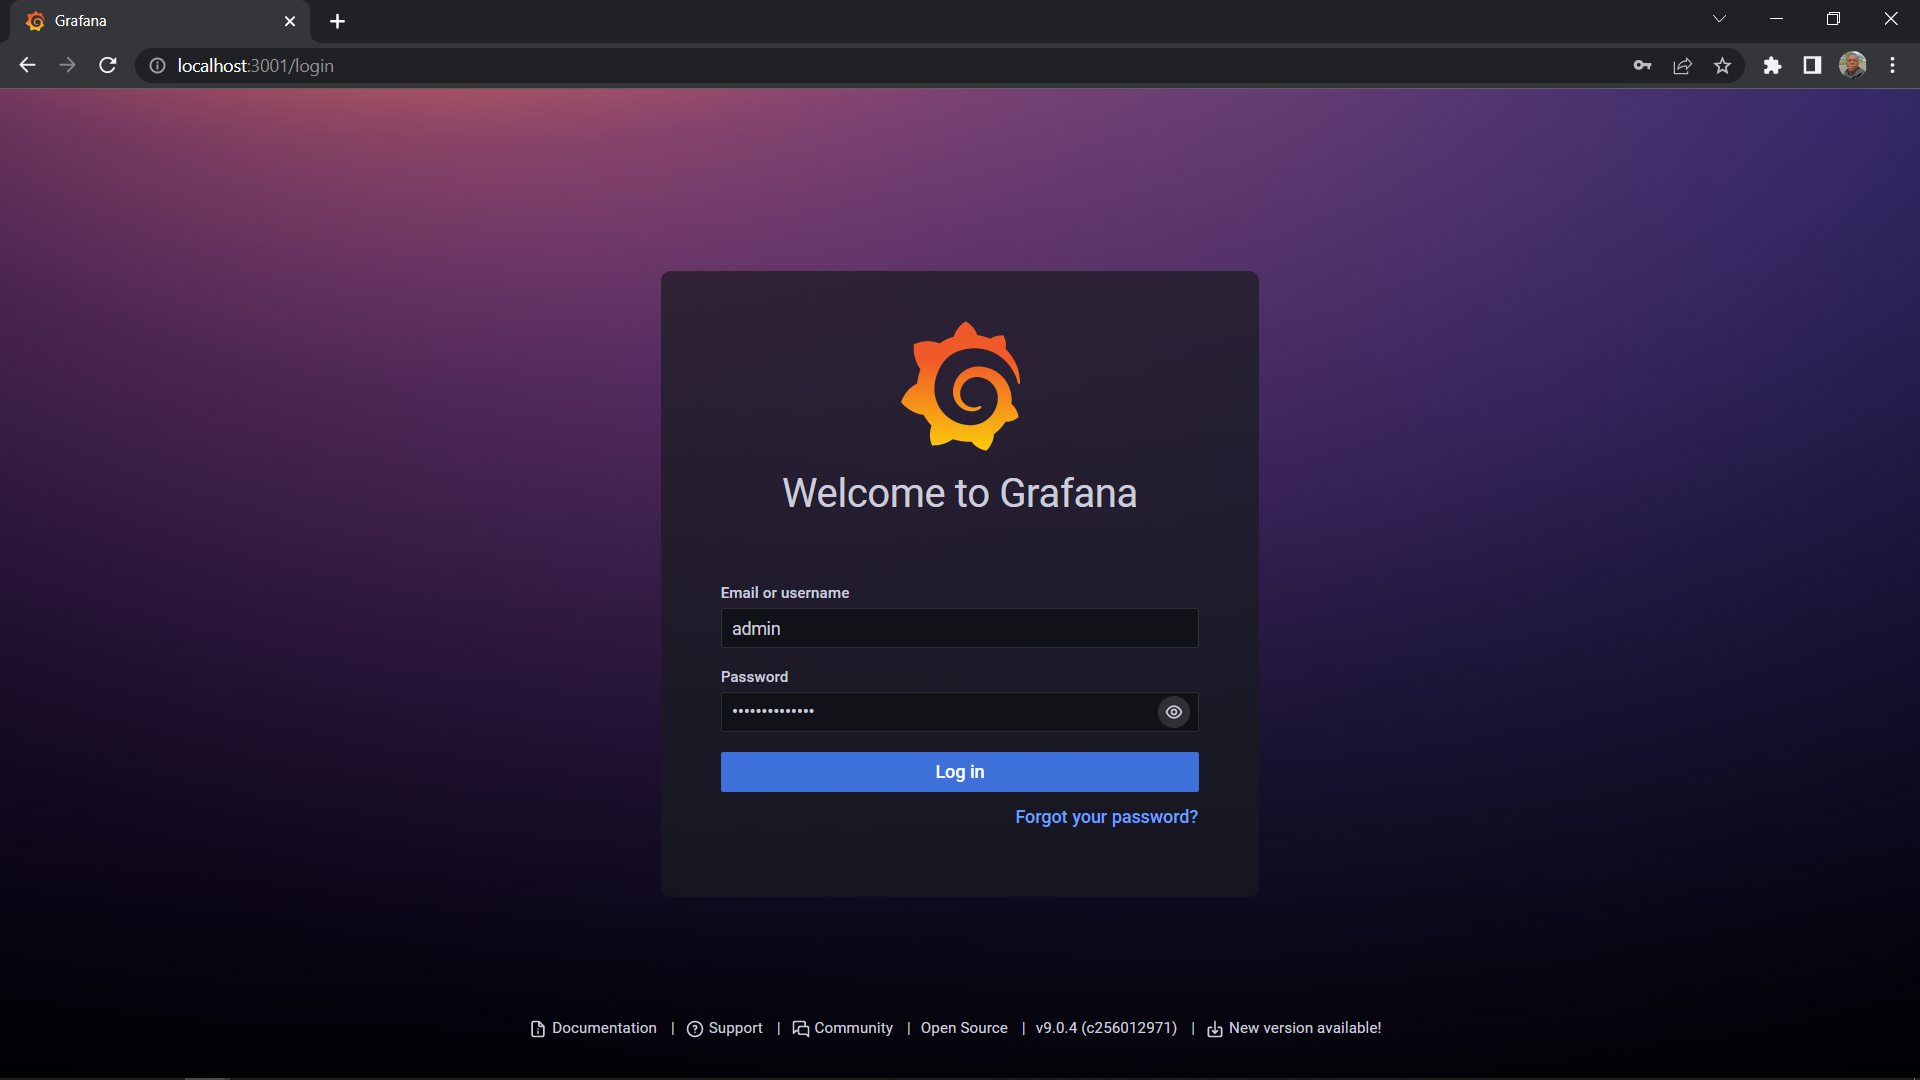 Grafana
localhost:3001/login
Welcome to Grafana
Email or username
admin
Password
••••••••••••••
Log in
Forgot your password?
Documentation | Support | Community | Open Source | v9.0.4 (c256012971) | New version available!